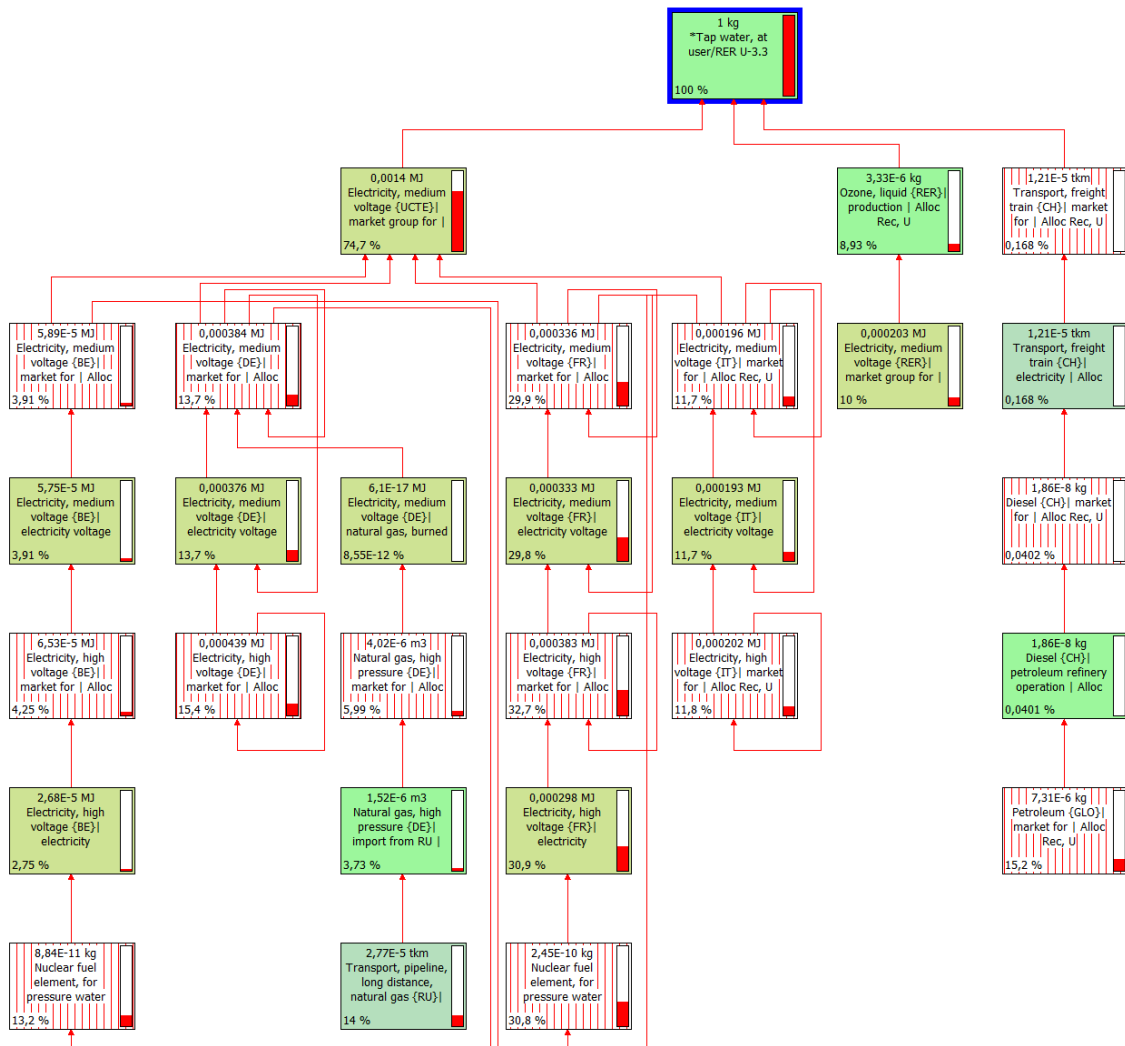 1 kg
*Tap water, at
user/RER U-3.3
100 %
0,0014 MJ
Electricity, medium
voltage {UCTE}|
market group for |
74,7 %
3,33E-6 kg
Ozone, liquid {RER}|
production | Alloc
Rec, U
8,93 %
1,21E-5 tkm
Transport, freight
train {CH}| market
for | Alloc Rec, U
0,168 %
5,89E-5 MJ
Electricity, medium
voltage {BE}|
market for | Alloc
3,91 %
0,000384 MJ
Electricity, medium
voltage {DE}|
market for | Alloc
13,7 %
0,000336 MJ
Electricity, medium
voltage {FR}|
market for | Alloc
29,9 %
0,000196 MJ
Electricity, medium
voltage {IT}| market
for | Alloc Rec, U
11,7 %
0,000203 MJ
Electricity, medium
voltage {RER}|
market group for |
10 %
1,21E-5 tkm
Transport, freight
train {CH}|
electricity | Alloc
0,168 %
5,75E-5 MJ
Electricity, medium
voltage {BE}|
electricity voltage
3,91 %
0,000376 MJ
Electricity, medium
voltage {DE}|
electricity voltage
13,7 %
6,1E-17 MJ
Electricity, medium
voltage {DE}|
natural gas, burned
8,55E-12 %
0,000333 MJ
Electricity, medium
voltage {FR}|
electricity voltage
29,8 %
0,000193 MJ
Electricity, medium
voltage {IT}|
electricity voltage
11,7 %
1,86E-8 kg
Diesel {CH}| market
for | Alloc Rec, U
0,0402 %
6,53E-5 MJ
Electricity, high
voltage {BE}|
market for | Alloc
4,25 %
0,000439 MJ
Electricity, high
voltage {DE}|
market for | Alloc
15,4 %
4,02E-6 m3
Natural gas, high
pressure {DE}|
market for | Alloc
5,99 %
0,000383 MJ
Electricity, high
voltage {FR}|
market for | Alloc
32,7 %
0,000202 MJ
Electricity, high
voltage {IT}| market
for | Alloc Rec, U
11,8 %
1,86E-8 kg
Diesel {CH}|
petroleum refinery
operation | Alloc
0,0401 %
2,68E-5 MJ
Electricity, high
voltage {BE}|
electricity
2,75 %
1,52E-6 m3
Natural gas, high
pressure {DE}|
import from RU |
3,73 %
0,000298 MJ
Electricity, high
voltage {FR}|
electricity
30,9 %
7,31E-6 kg
Petroleum {GLO}|
market for | Alloc
Rec, U
15,2 %
8,84E-11 kg
Nuclear fuel
element, for
pressure water
13,2 %
2,77E-5 tkm
Transport, pipeline,
long distance,
natural gas {RU}|
14 %
2,45E-10 kg
Nuclear fuel
element, for
pressure water
30,8 %